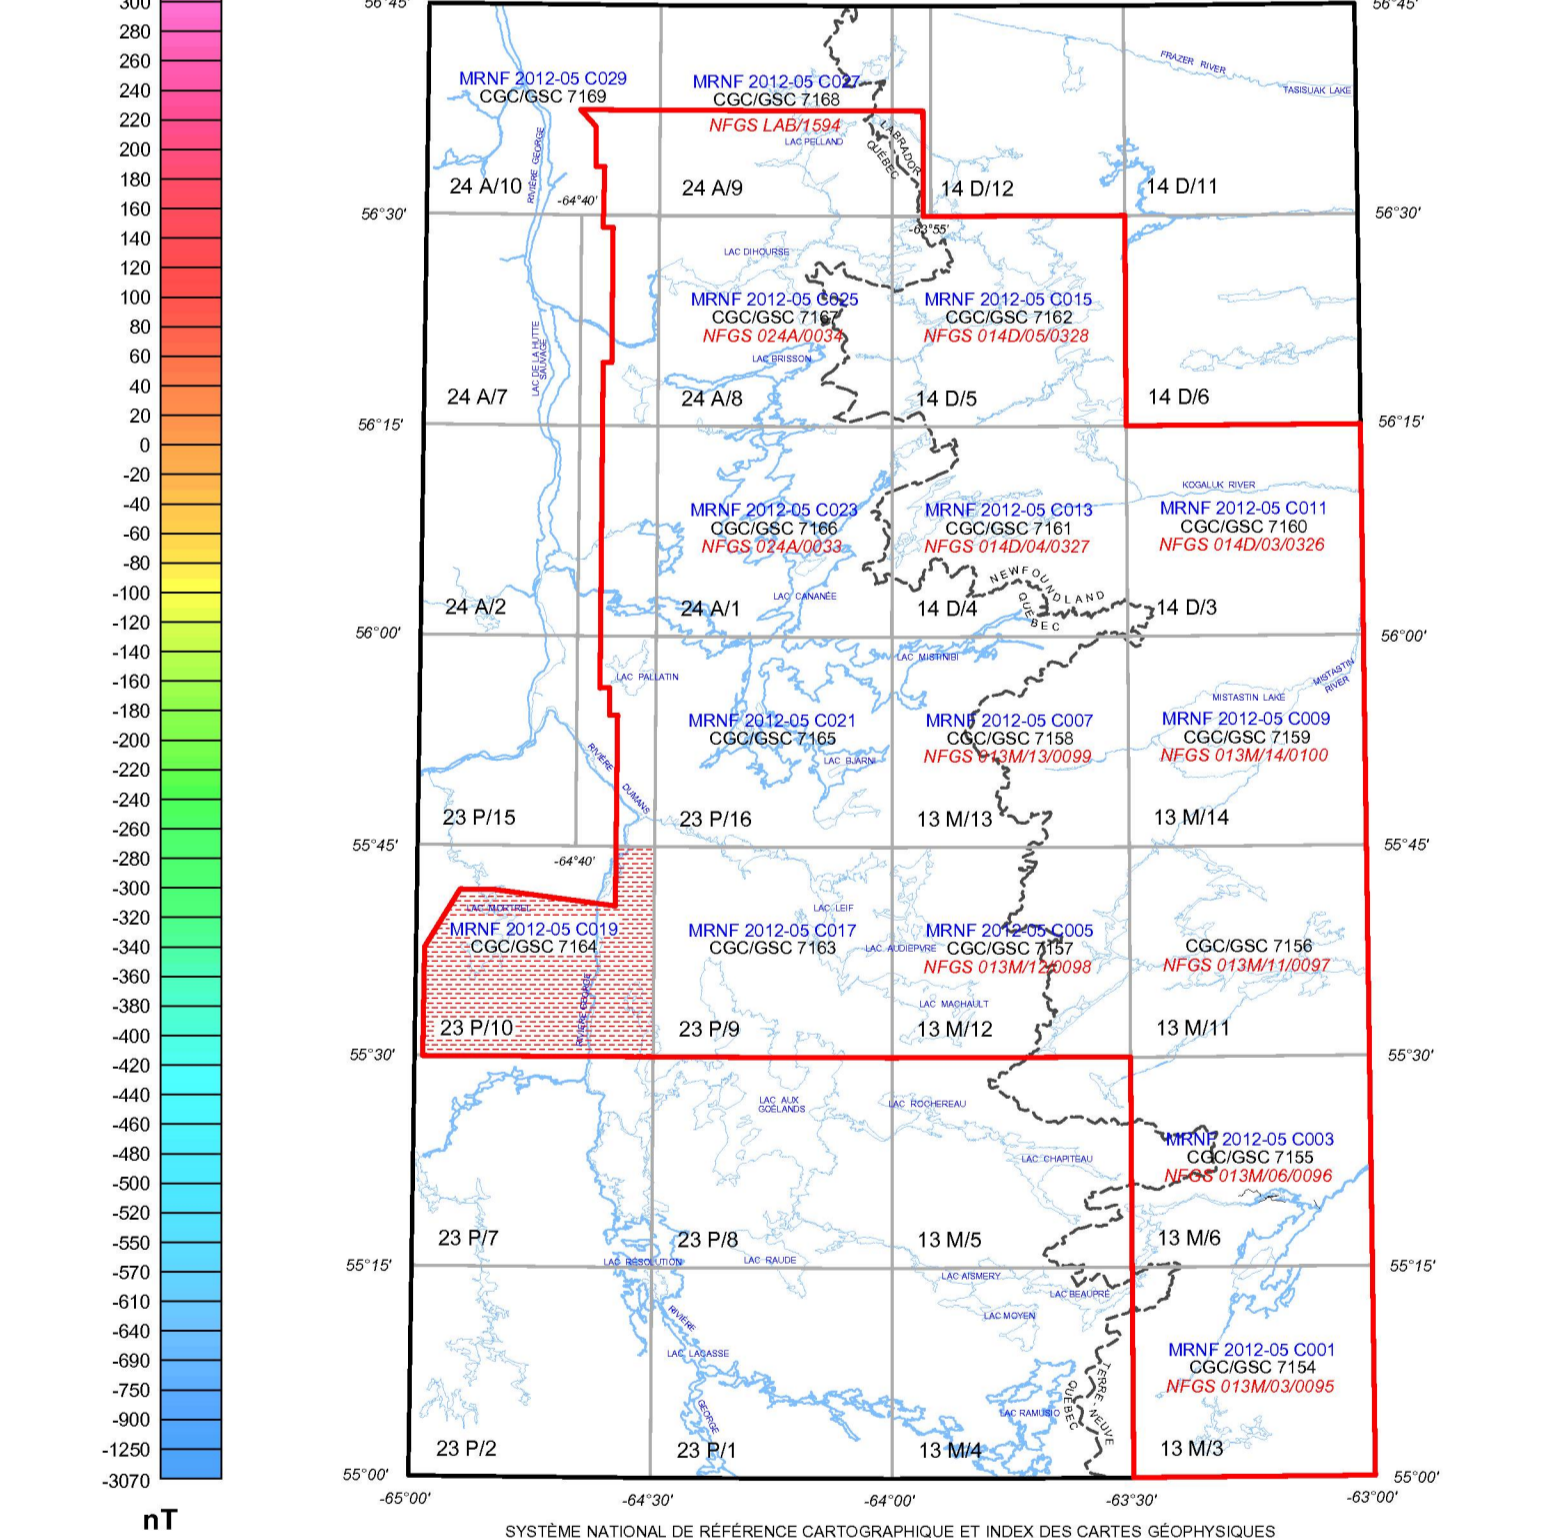 300
280
260
240
220
200
180
160
140
120
100
80
60
40
20
0
-20
-40
-60
-80
-100
-120
-140
-160
-180
-200
-220
-240
-260
-280
-300
-320
-340
-360
-380
-400
-420
-440
-460
-480
-500
-520
-550
-570
-610
-640
-690
-750
-900
-1250
-3070
nT
56°45'
56°45'
FRAZER RIVER
TASISUAK LAKE
MRNF 2012-05 C029
CGC/GSC 7169
MRNF 2012-05 C027
CGC/GSC 7168
NFGS LAB/1594
LAC PELLAND
LABRADOR
QUÉBEC
RIVIÈRE GEORGE
24 A/10
-64°40'
24 A/9
14 D/12
14 D/11
56°30'
56°30'
-63°55'
LAC DIHOURSE
MRNF 2012-05 C025
CGC/GSC 7167
NFGS 024A/0034
MRNF 2012-05 C015
CGC/GSC 7162
NFGS 014D/05/0328
LAC DE LA HUTTE
SAUVAGE
LAC BRISSON
24 A/7
24 A/8
14 D/5
14 D/6
56°15'
56°15'
KOGALUK RIVER
MRNF 2012-05 C023
CGC/GSC 7166
NFGS 024A/0033
MRNF 2012-05 C013
CGC/GSC 7161
NFGS 014D/04/0327
MRNF 2012-05 C011
CGC/GSC 7160
NFGS 014D/03/0326
NEWFOUNDLAND
QUÉBEC
LAC CANANÉE
24 A/2
24 A/1
14 D/4
14 D/3
56°00'
56°00'
LAC MISTINIBI
LAC PALLATIN
MISTASTIN
RIVER
MISTASTIN LAKE
MRNF 2012-05 C021
CGC/GSC 7165
MRNF 2012-05 C007
CGC/GSC 7158
NFGS 013M/13/0099
MRNF 2012-05 C009
CGC/GSC 7159
NFGS 013M/14/0100
RIVIÈRE
DUMANS
LAC BJARNI
23 P/15
23 P/16
13 M/13
13 M/14
55°45'
55°45'
-64°40'
LAC MORTREL
LAC LEIF
MRNF 2012-05 C019
CGC/GSC 7164
MRNF 2012-05 C017
CGC/GSC 7163
LAC AUDIEPVRE
MRNF 2012-05 C005
CGC/GSC 7157
NFGS 013M/12/0098
CGC/GSC 7156
NFGS 013M/11/0097
RIVIÈRE GEORGE
LAC MACHAULT
23 P/10
23 P/9
13 M/12
13 M/11
55°30'
55°30'
LAC AUX
GOÉLANDS
LAC ROCHEREAU
LAC CHAPITEAU
MRNF 2012-05 C003
CGC/GSC 7155
NFGS 013M/06/0096
23 P/7
23 P/8
13 M/5
13 M/6
LAC RÉSOLUTION
LAC RAUDE
55°15'
55°15'
LAC AISMERY
LAC BEAUPRÉ
LAC MOYEN
RIVIÈRE
LAC LACASSE
MRNF 2012-05 C001
CGC/GSC 7154
NFGS 013M/03/0095
GEORGE
LAC RAMUSIO
QUÉBEC
TERRE-NEUVE
23 P/2
23 P/1
13 M/4
13 M/3
55°00'
55°00'
-65°00'
-64°30'
-64°00'
-63°30'
-63°00'
SYSTÈME NATIONAL DE RÉFÉRENCE CARTOGRAPHIQUE ET INDEX DES CARTES GÉOPHYSIQUES